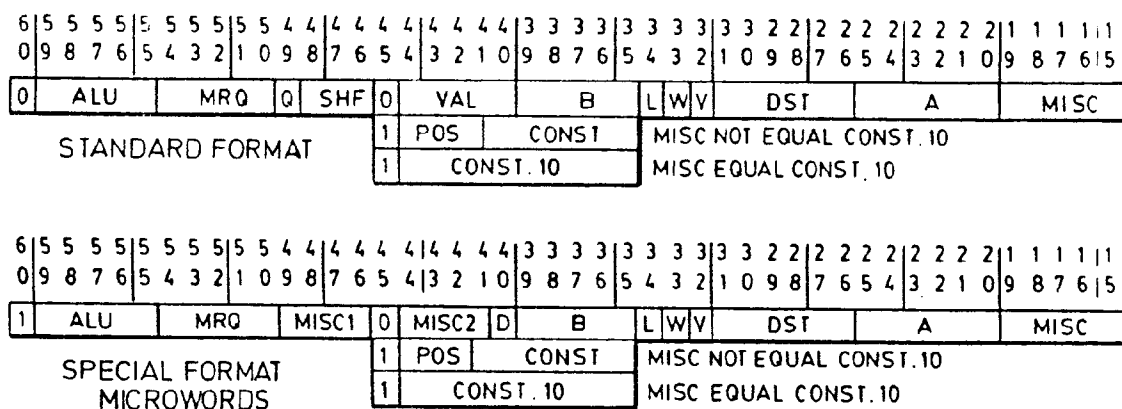 6|5 5 5 5|5 5 5 5|5 5 4 4|4 4 4 4|4 4 4 4|3 3 3 3|3 3 3 3|3 3 2 2|2 2 2 2|2 2 2 2|1 1 1 1|1
0|9 8 7 6|5 4 3 2|1 0 9 8|7 6 5 4|3 2 1 0|9 8 7 6|5 4 3 2|1 0 9 8|7 6 5 4|3 2 1 0|9 8 7 6|5
0 ALU MRQ Q SHF 0 VAL B L W V DST A MISC
1 POS CONST MISC NOT EQUAL CONST.10
STANDARD FORMAT
1 CONST.10 MISC EQUAL CONST.10
6|5 5 5 5|5 5 5 5|5 5 4 4|4 4 4 4|4 4 4 4|3 3 3 3|3 3 3 3|3 3 2 2|2 2 2 2|2 2 2 2|1 1 1 1|1
0|9 8 7 6|5 4 3 2|1 0 9 8|7 6 5 4|3 2 1 0|9 8 7 6|5 4 3 2|1 0 9 8|7 6 5 4|3 2 1 0|9 8 7 6|5
1 ALU MRQ MISC1 0 MISC2 D B L W V DST A MISC
1 POS CONST MISC NOT EQUAL CONST.10
SPECIAL FORMAT
1 CONST.10 MISC EQUAL CONST.10
MICROWORDS